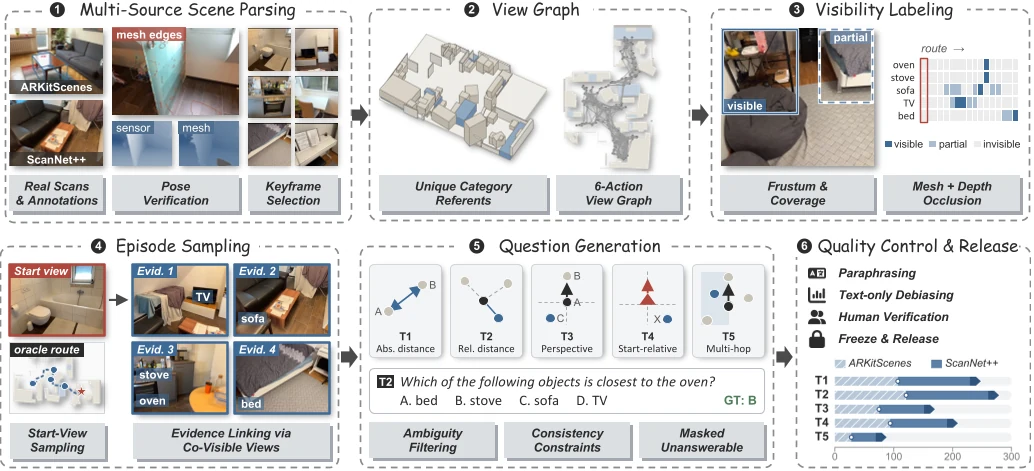 1 Multi-Source Scene Parsing
ARKitScenes
ScanNet++
mesh edges
sensor
mesh
Real Scans
& Annotations
Pose
Verification
Keyframe
Selection
2 View Graph
Unique Category
Referents
6-Action
View Graph
3 Visibility Labeling
visible
partial
route →
oven
stove
sofa
TV
bed
visible partial invisible
Frustum &
Coverage
Mesh + Depth
Occlusion
4 Episode Sampling
Start view
oracle route
Evid. 1
TV
Evid. 2
sofa
Evid. 3
stove
oven
Evid. 4
bed
Start-View
Sampling
Evidence Linking via
Co-Visible Views
5 Question Generation
A B
T1
Abs. distance
T2
Rel. distance
B
A
C
T3
Perspective
X
T4
Start-relative
T5
Multi-hop
T2 Which of the following objects is closest to the oven?
A. bed B. stove C. sofa D. TV GT: B
Ambiguity
Filtering
Consistency
Constraints
Masked
Unanswerable
6 Quality Control & Release
Paraphrasing
Text-only Debiasing
Human Verification
Freeze & Release
ARKitScenes ScanNet++
T1
T2
T3
T4
T5
0 100 200 300